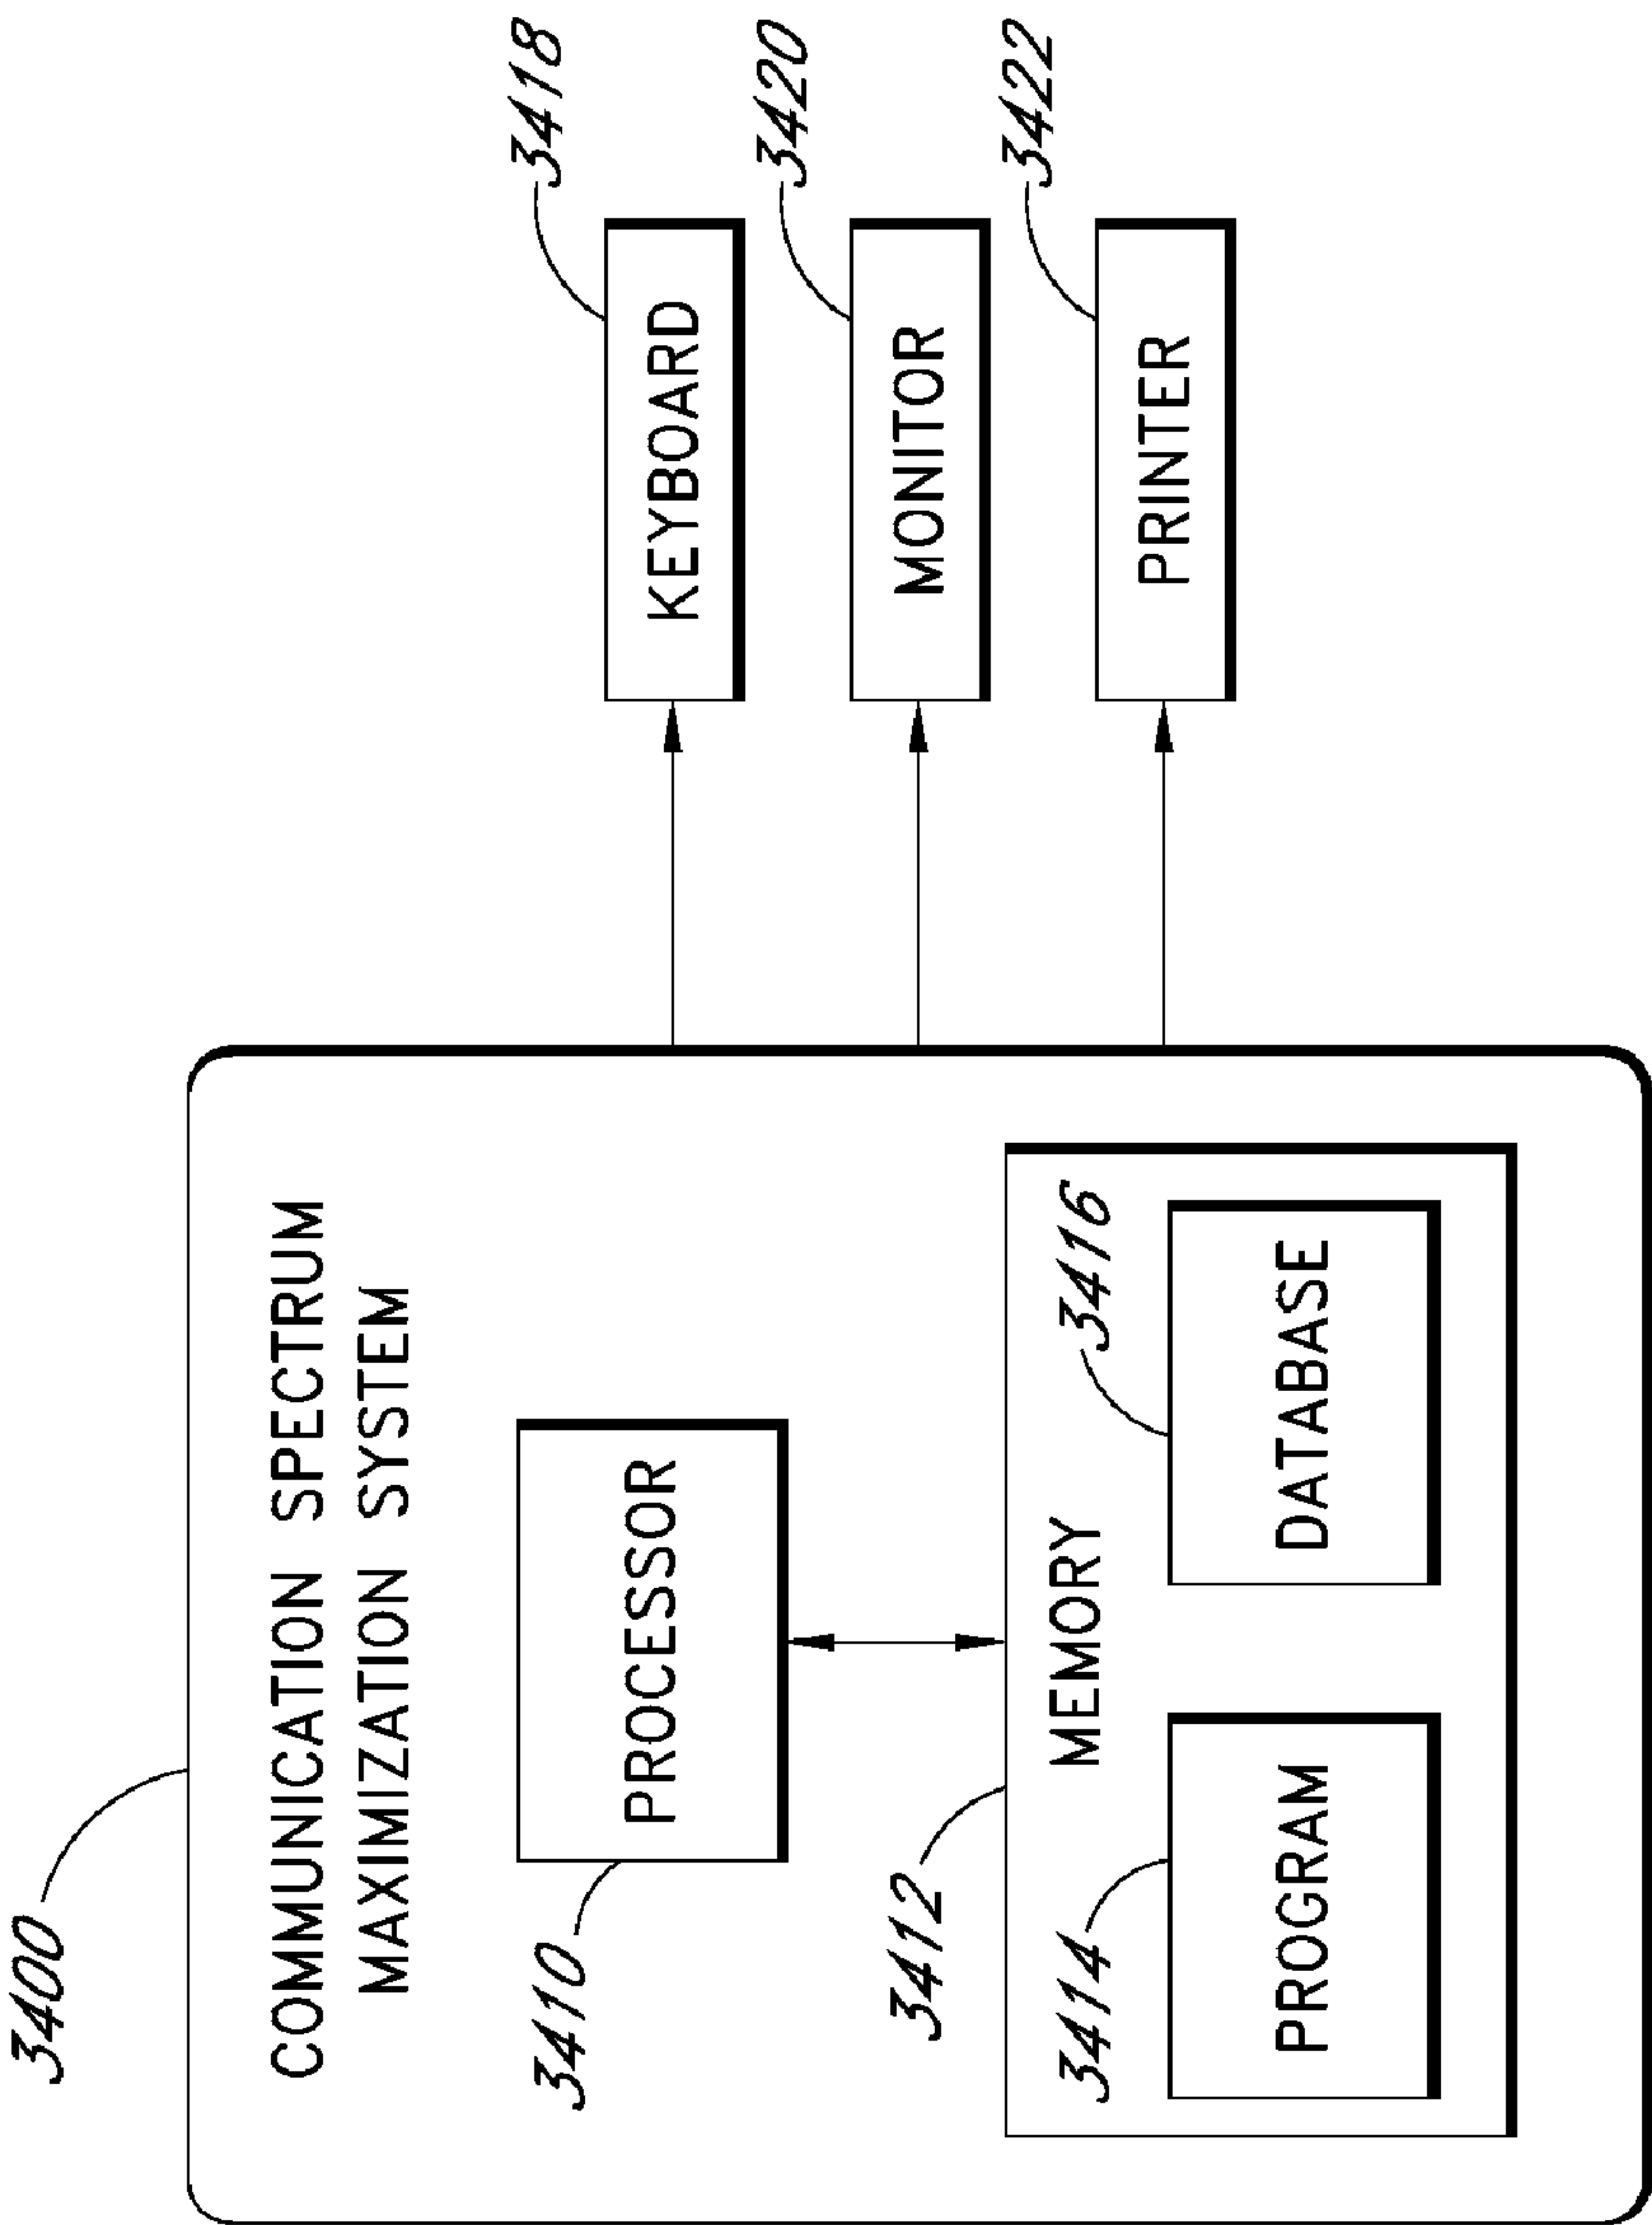 3400
COMMUNICATION SPECTRUM
MAXIMIZATION SYSTEM
3410
PROCESSOR
3412
MEMORY
3414
PROGRAM
3416
DATABASE
3418
KEYBOARD
3420
MONITOR
3422
PRINTER